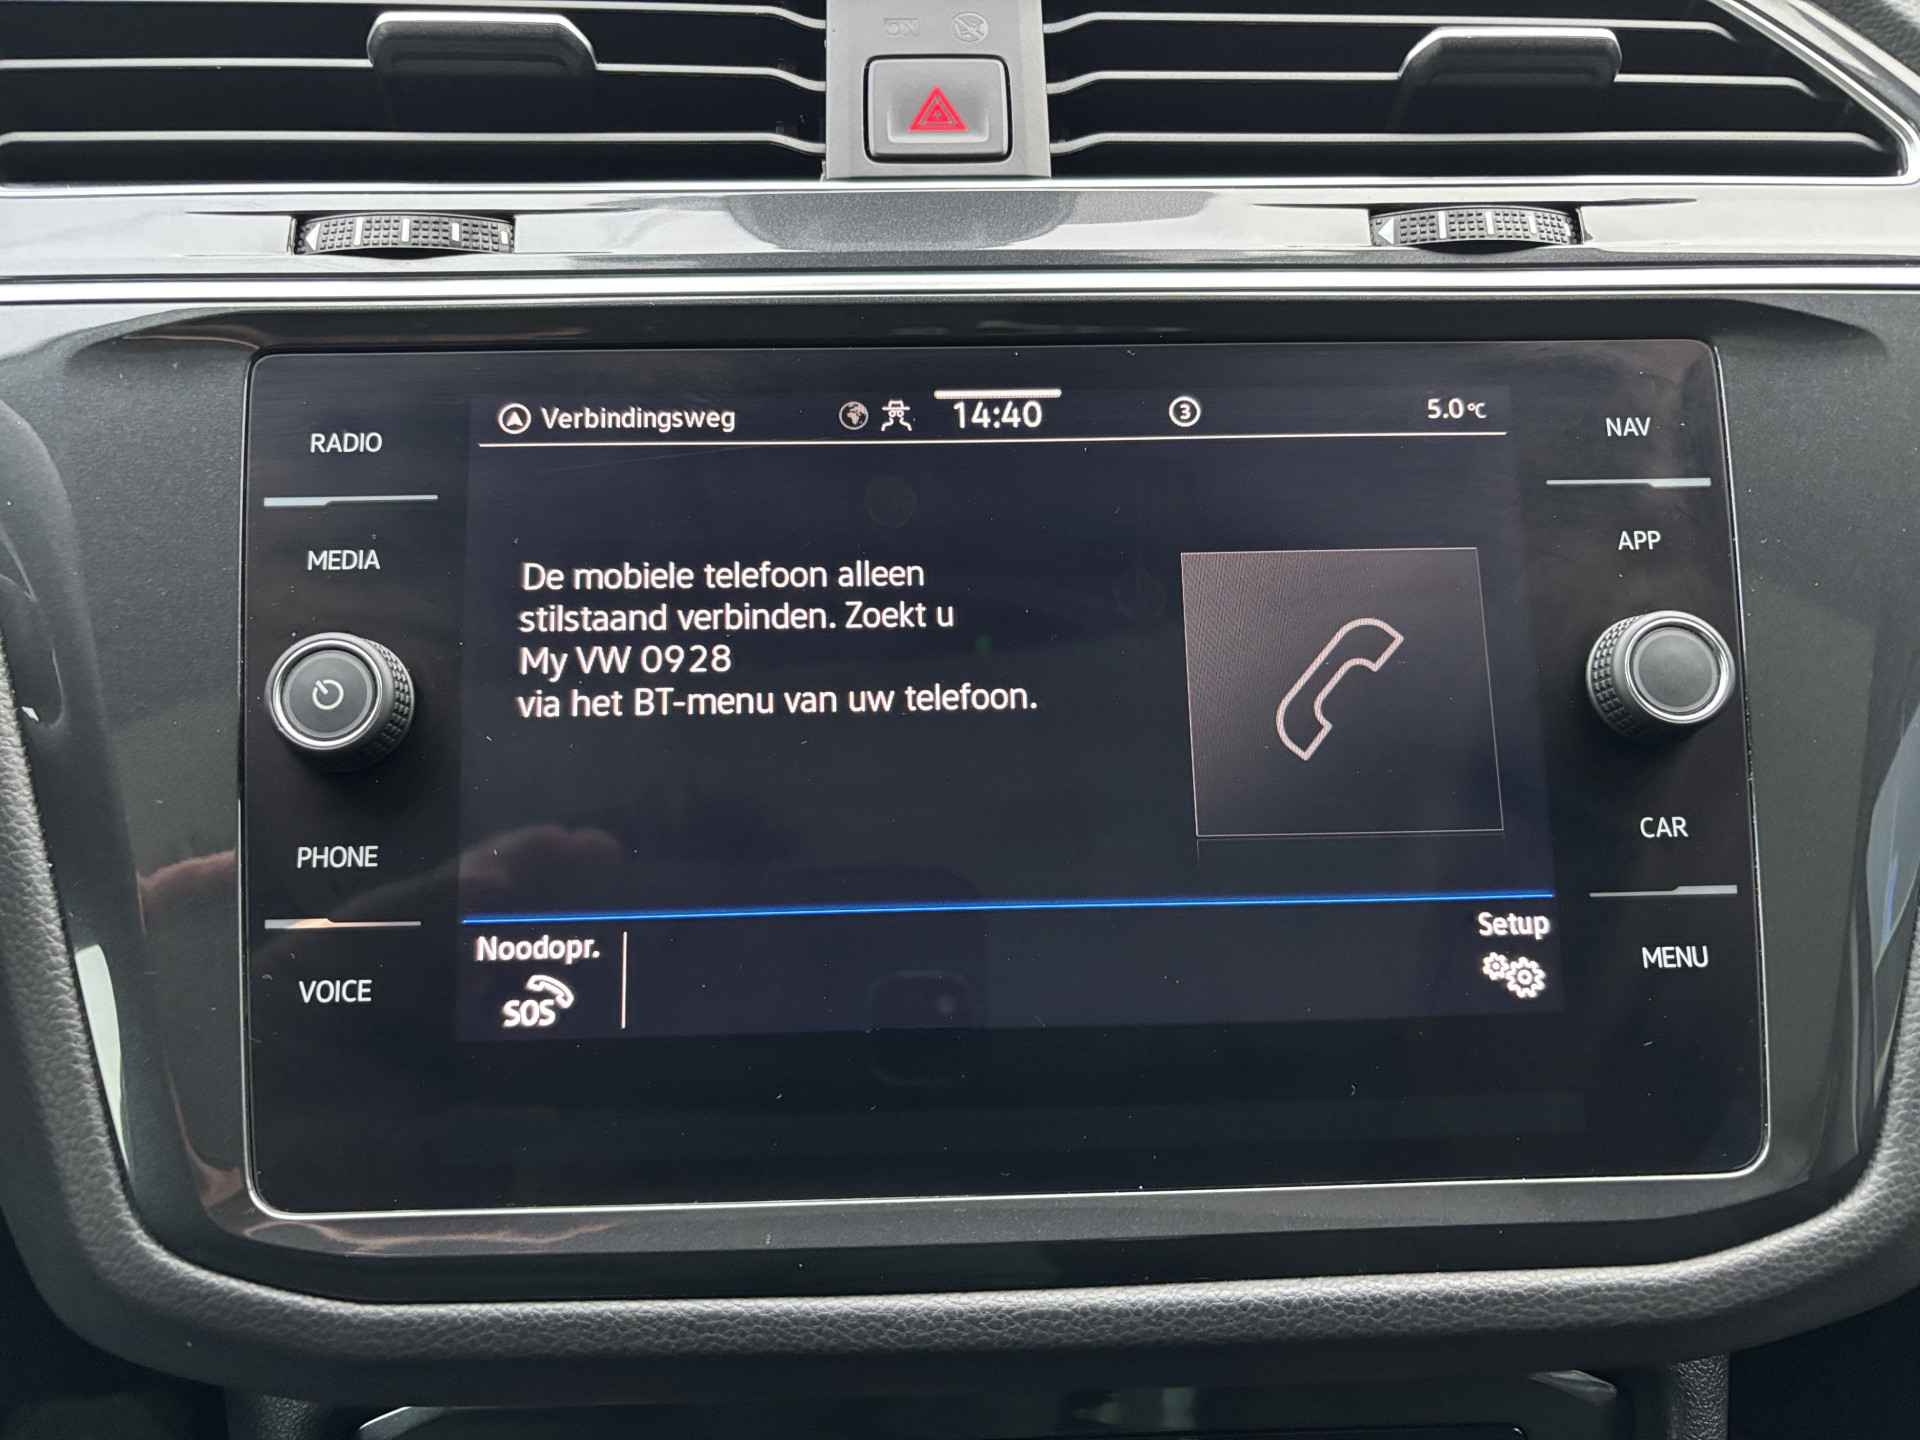 Verbindingsweg 14:40 3 5.0°C
RADIO
NAV
MEDIA
APP
De mobiele telefoon alleen
stilstaand verbinden. Zoekt u
My VW 0928
via het BT-menu van uw telefoon.
PHONE
CAR
VOICE
MENU
Noodopr.
SOS
Setup